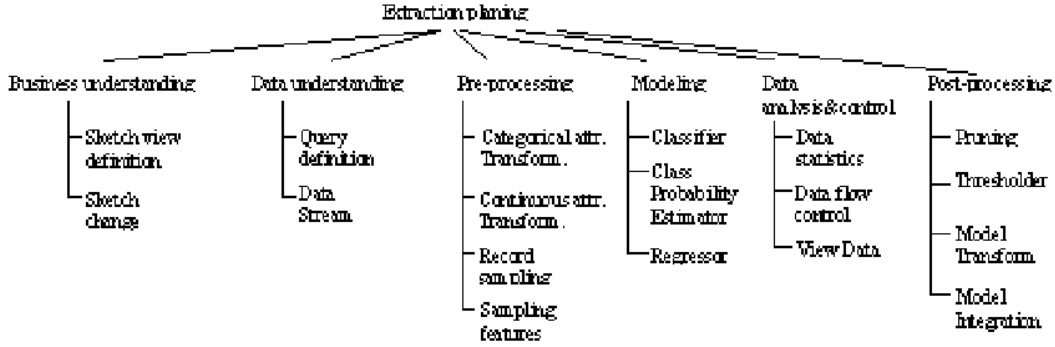 Extraction planing
Business understanding
Sketch view
definition
Sketch
change
Data understanding
Query
definition
Data
Stream
Pre-processing
Categorical attr.
Transform.
Continuous attr.
Transform.
Record
sampling
Sampling
features
Modeling
Classifier
Class
Probability
Estimator
Regressor
Data
analysis&control
Data
statistics
Data flow
control
View Data
Post-processing
Pruning
Thresholder
Model
Transform
Model
Integration